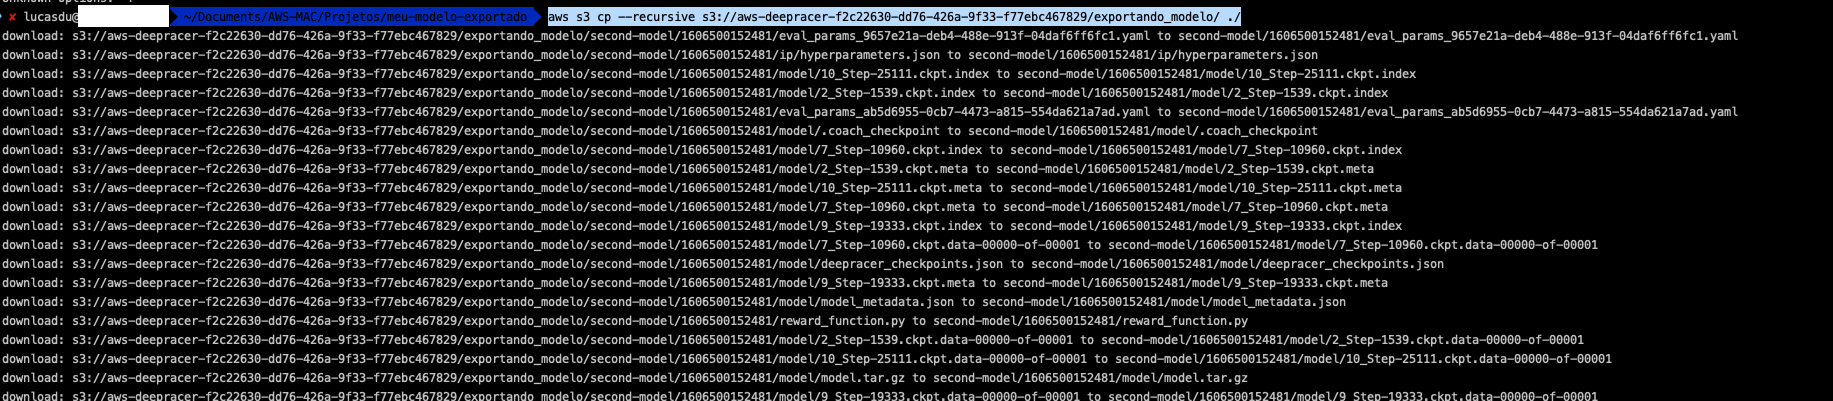 unknown options: ./
✘ lucasdu@ ~/Documents/AWS-MAC/Projetos/meu-modelo-exportado aws s3 cp --recursive s3://aws-deepracer-f2c22630-dd76-426a-9f33-f77ebc467829/exportando_modelo/ ./
download: s3://aws-deepracer-f2c22630-dd76-426a-9f33-f77ebc467829/exportando_modelo/second-model/1606500152481/eval_params_9657e21a-deb4-488e-913f-04daf6ff6fc1.yaml to second-model/1606500152481/eval_params_9657e21a-deb4-488e-913f-04daf6ff6fc1.yaml
download: s3://aws-deepracer-f2c22630-dd76-426a-9f33-f77ebc467829/exportando_modelo/second-model/1606500152481/ip/hyperparameters.json to second-model/1606500152481/ip/hyperparameters.json
download: s3://aws-deepracer-f2c22630-dd76-426a-9f33-f77ebc467829/exportando_modelo/second-model/1606500152481/model/10_Step-25111.ckpt.index to second-model/1606500152481/model/10_Step-25111.ckpt.index
download: s3://aws-deepracer-f2c22630-dd76-426a-9f33-f77ebc467829/exportando_modelo/second-model/1606500152481/model/2_Step-1539.ckpt.index to second-model/1606500152481/model/2_Step-1539.ckpt.index
download: s3://aws-deepracer-f2c22630-dd76-426a-9f33-f77ebc467829/exportando_modelo/second-model/1606500152481/eval_params_ab5d6955-0cb7-4473-a815-554da621a7ad.yaml to second-model/1606500152481/eval_params_ab5d6955-0cb7-4473-a815-554da621a7ad.yaml
download: s3://aws-deepracer-f2c22630-dd76-426a-9f33-f77ebc467829/exportando_modelo/second-model/1606500152481/model/.coach_checkpoint to second-model/1606500152481/model/.coach_checkpoint
download: s3://aws-deepracer-f2c22630-dd76-426a-9f33-f77ebc467829/exportando_modelo/second-model/1606500152481/model/7_Step-10960.ckpt.index to second-model/1606500152481/model/7_Step-10960.ckpt.index
download: s3://aws-deepracer-f2c22630-dd76-426a-9f33-f77ebc467829/exportando_modelo/second-model/1606500152481/model/2_Step-1539.ckpt.meta to second-model/1606500152481/model/2_Step-1539.ckpt.meta
download: s3://aws-deepracer-f2c22630-dd76-426a-9f33-f77ebc467829/exportando_modelo/second-model/1606500152481/model/10_Step-25111.ckpt.meta to second-model/1606500152481/model/10_Step-25111.ckpt.meta
download: s3://aws-deepracer-f2c22630-dd76-426a-9f33-f77ebc467829/exportando_modelo/second-model/1606500152481/model/7_Step-10960.ckpt.meta to second-model/1606500152481/model/7_Step-10960.ckpt.meta
download: s3://aws-deepracer-f2c22630-dd76-426a-9f33-f77ebc467829/exportando_modelo/second-model/1606500152481/model/9_Step-19333.ckpt.index to second-model/1606500152481/model/9_Step-19333.ckpt.index
download: s3://aws-deepracer-f2c22630-dd76-426a-9f33-f77ebc467829/exportando_modelo/second-model/1606500152481/model/7_Step-10960.ckpt.data-00000-of-00001 to second-model/1606500152481/model/7_Step-10960.ckpt.data-00000-of-00001
download: s3://aws-deepracer-f2c22630-dd76-426a-9f33-f77ebc467829/exportando_modelo/second-model/1606500152481/model/deepracer_checkpoints.json to second-model/1606500152481/model/deepracer_checkpoints.json
download: s3://aws-deepracer-f2c22630-dd76-426a-9f33-f77ebc467829/exportando_modelo/second-model/1606500152481/model/9_Step-19333.ckpt.meta to second-model/1606500152481/model/9_Step-19333.ckpt.meta
download: s3://aws-deepracer-f2c22630-dd76-426a-9f33-f77ebc467829/exportando_modelo/second-model/1606500152481/model/model_metadata.json to second-model/1606500152481/model/model_metadata.json
download: s3://aws-deepracer-f2c22630-dd76-426a-9f33-f77ebc467829/exportando_modelo/second-model/1606500152481/reward_function.py to second-model/1606500152481/reward_function.py
download: s3://aws-deepracer-f2c22630-dd76-426a-9f33-f77ebc467829/exportando_modelo/second-model/1606500152481/model/2_Step-1539.ckpt.data-00000-of-00001 to second-model/1606500152481/model/2_Step-1539.ckpt.data-00000-of-00001
download: s3://aws-deepracer-f2c22630-dd76-426a-9f33-f77ebc467829/exportando_modelo/second-model/1606500152481/model/10_Step-25111.ckpt.data-00000-of-00001 to second-model/1606500152481/model/10_Step-25111.ckpt.data-00000-of-00001
download: s3://aws-deepracer-f2c22630-dd76-426a-9f33-f77ebc467829/exportando_modelo/second-model/1606500152481/model/model.tar.gz to second-model/1606500152481/model/model.tar.gz
download: s3://aws-deepracer-f2c22630-dd76-426a-9f33-f77ebc467829/exportando_modelo/second-model/1606500152481/model/9_Step-19333.ckpt.data-00000-of-00001 to second-model/1606500152481/model/9_Step-19333.ckpt.data-00000-of-00001